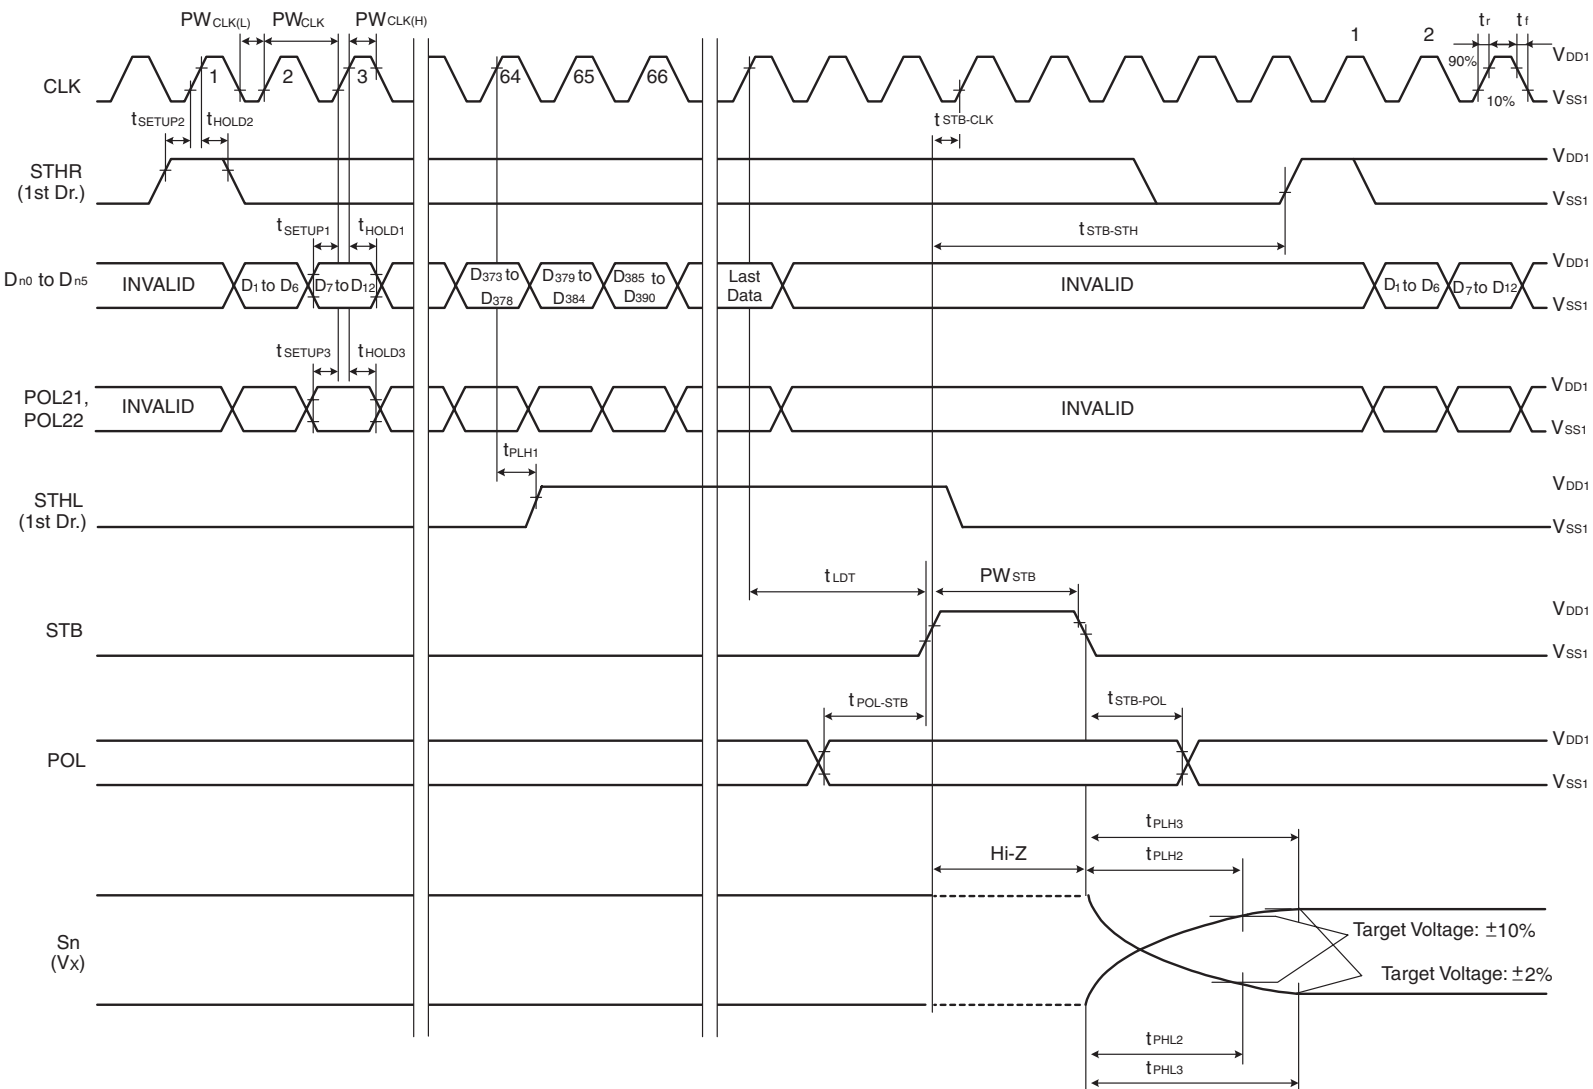 PWCLK(L) PWCLK PWCLK(H)
1 2 tr tf
CLK 1 2 3 64 65 66 90% 10% VDD1
VSS1
tSETUP2 tHOLD2 tSTB-CLK
STHR
(1st Dr.)
VDD1
VSS1
tSETUP1 tHOLD1 tSTB-STH
Dn0 to Dn5
INVALID D1 to D6 D7 to D12
D373 to
D378
D379 to
D384
D385 to
D390
Last
Data
INVALID D1 to D6 D7 to D12
VDD1
VSS1
tSETUP3 tHOLD3
POL21,
POL22
INVALID INVALID
VDD1
VSS1
tPLH1
STHL
(1st Dr.)
VDD1
VSS1
tLDT PWSTB
STB
VDD1
VSS1
tPOL-STB tSTB-POL
POL
VDD1
VSS1
tPLH3
Hi-Z tPLH2
Sn
(VX)
Target Voltage: ±10%
Target Voltage: ±2%
tPHL2
tPHL3